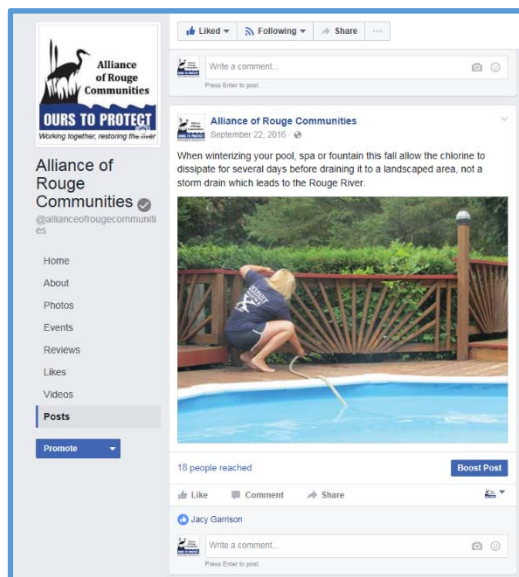 Alliance
of Rouge
Communities
OURS TO PROTECT
Working together, restoring the river
Alliance of
Rouge
Communities
@allianceofrougecommuniti
es
Home
About
Photos
Events
Reviews
Likes
Videos
Posts
Promote
Liked
Following
Share
Write a comment...
Press Enter to post.
Alliance of Rouge Communities
September 22, 2016
When winterizing your pool, spa or fountain this fall allow the chlorine to
dissipate for several days before draining it to a landscaped area, not a
storm drain which leads to the Rouge River.
18 people reached
Boost Post
Like
Comment
Share
Jacy Garrison
Write a comment...
Press Enter to post.